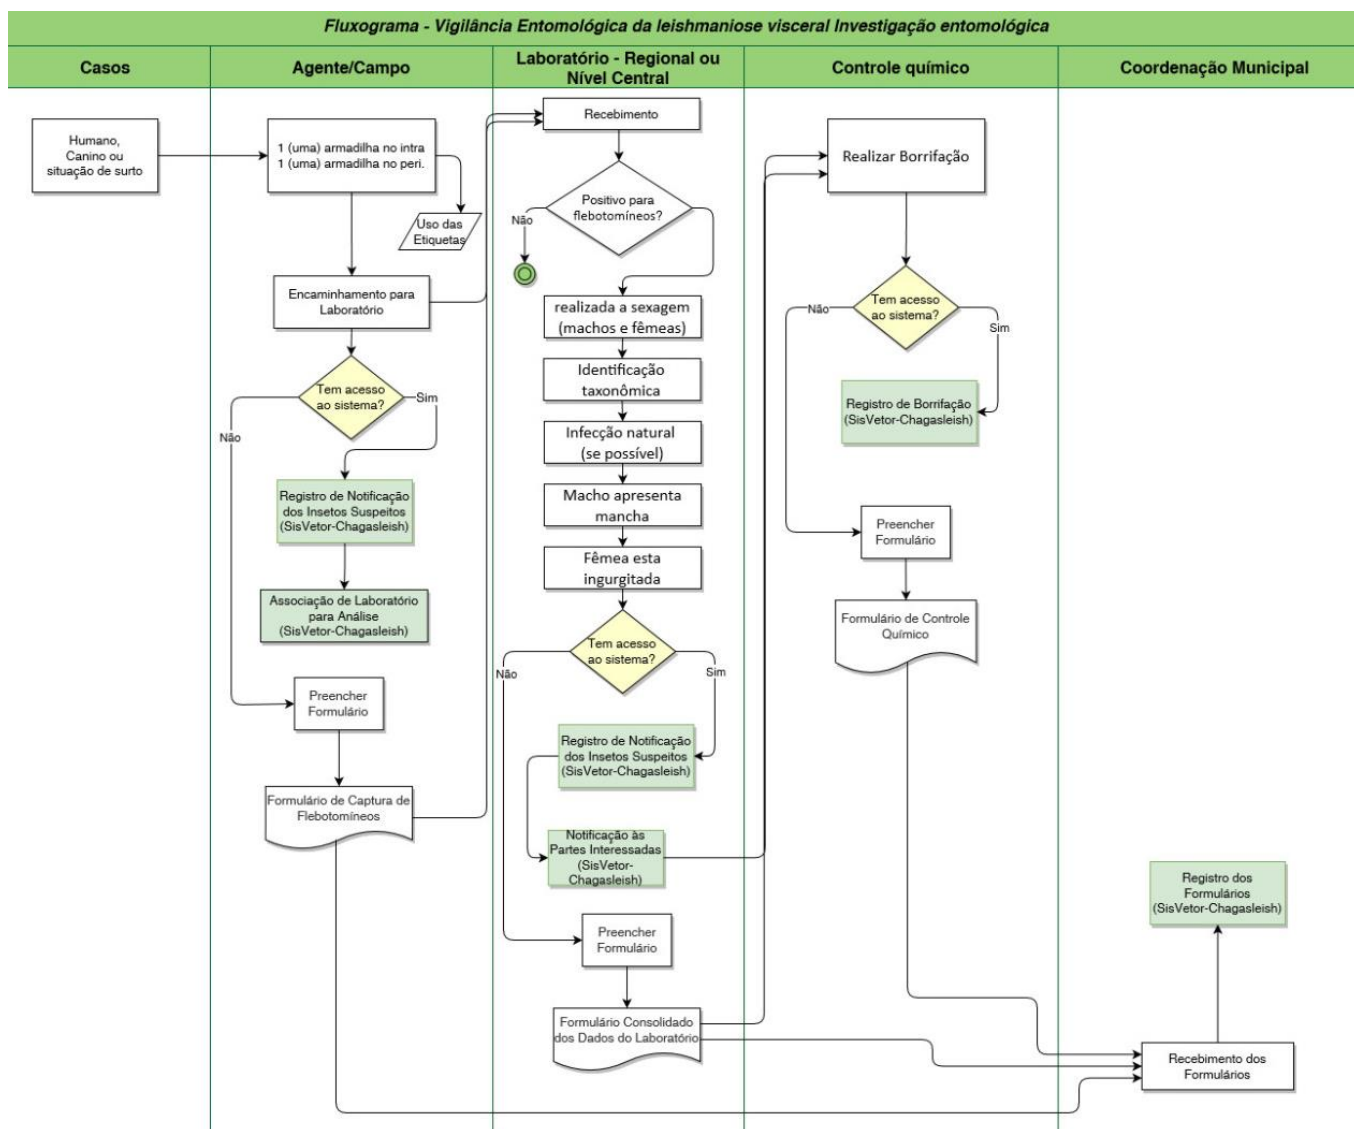 Fluxograma - Vigilância Entomológica da leishmaniose visceral Investigação entomológica
Casos
Agente/Campo
Laboratório - Regional ou
Nível Central
Controle químico
Coordenação Municipal
Humano,
Canino ou
situação de surto
1 (uma) armadilha no intra
1 (uma) armadilha no peri.
Uso das
Etiquetas
Encaminhamento para
Laboratório
Tem acesso
ao sistema?
Sim
Não
Registro de Notificação
dos Insetos Suspeitos
(SisVetor-Chagasleish)
Associação de Laboratório
para Análise
(SisVetor-Chagasleish)
Preencher
Formulário
Formulário de Captura de
Flebotomíneos
Recebimento
Positivo para
flebotomíneos?
Não
realizada a sexagem
(machos e fêmeas)
Identificação
taxonômica
Infecção natural
(se possível)
Macho apresenta
mancha
Fêmea esta
ingurgitada
Tem acesso
ao sistema?
Não
Sim
Registro de Notificação
dos Insetos Suspeitos
(SisVetor-Chagasleish)
Notificação às
Partes Interessadas
(SisVetor-
Chagasleish)
Preencher
Formulário
Formulário Consolidado
dos Dados do Laboratório
Realizar Borrifação
Tem acesso
ao sistema?
Não
Sim
Registro de Borrifação
(SisVetor-Chagasleish)
Preencher
Formulário
Formulário de Controle
Químico
Registro dos
Formulários
(SisVetor-Chagasleish)
Recebimento dos
Formulários